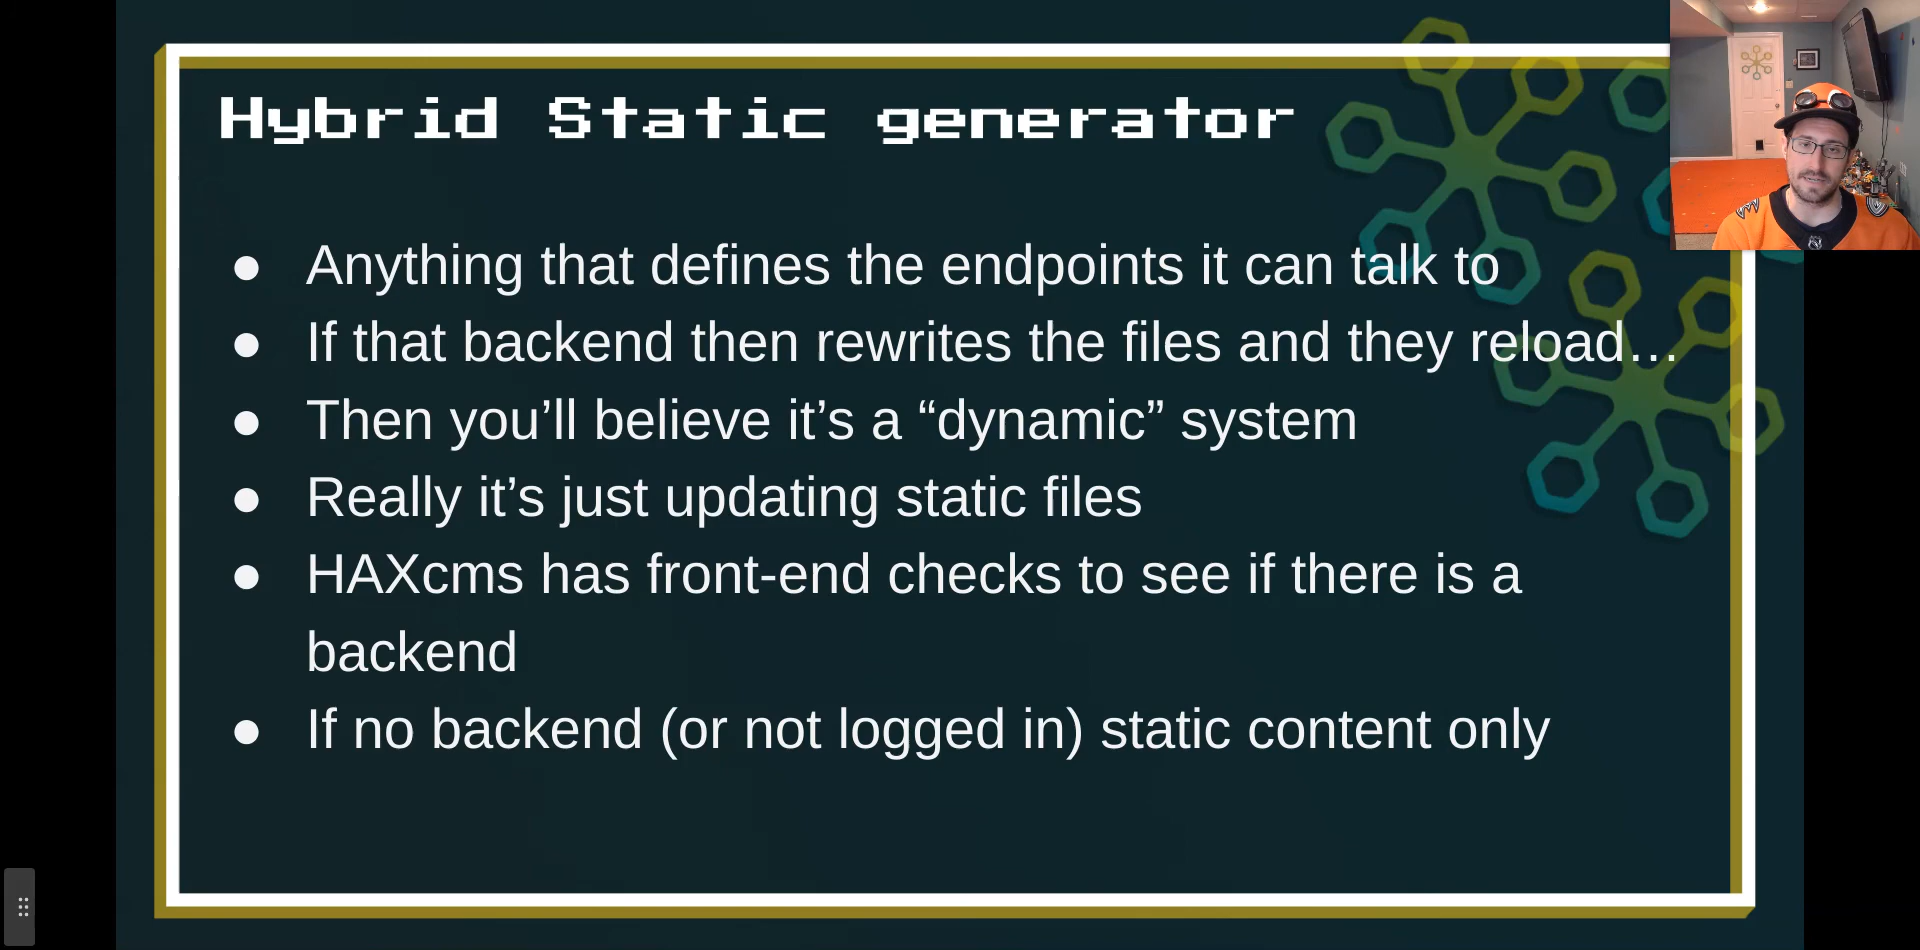 Hybrid Static generator
● Anything that defines the endpoints it can talk to
● If that backend then rewrites the files and they reload…
● Then you’ll believe it’s a “dynamic” system
● Really it’s just updating static files
● HAXcms has front-end checks to see if there is a
backend
● If no backend (or not logged in) static content only